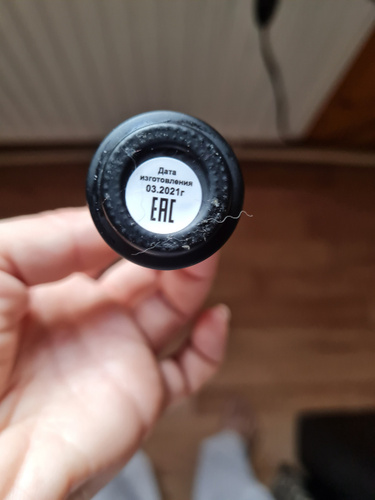 Дата
изготовления
03.2021г
ЕАС